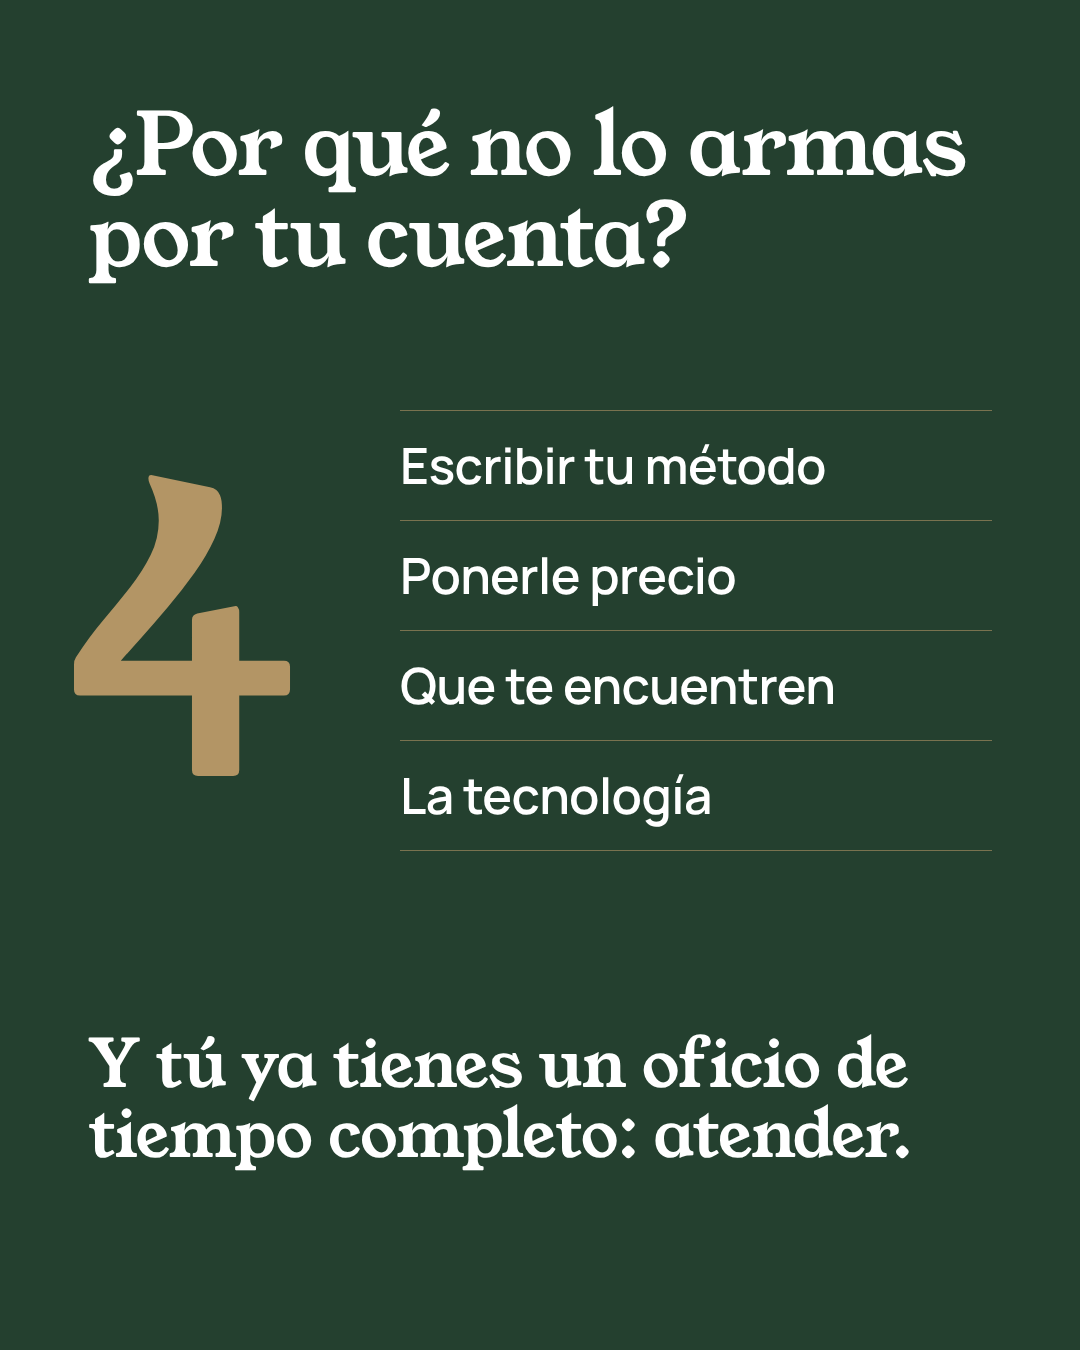 ¿Por qué no lo armas
por tu cuenta?
4
Escribir tu método
Ponerle precio
Que te encuentren
La tecnología
Y tú ya tienes un oficio de
tiempo completo: atender.